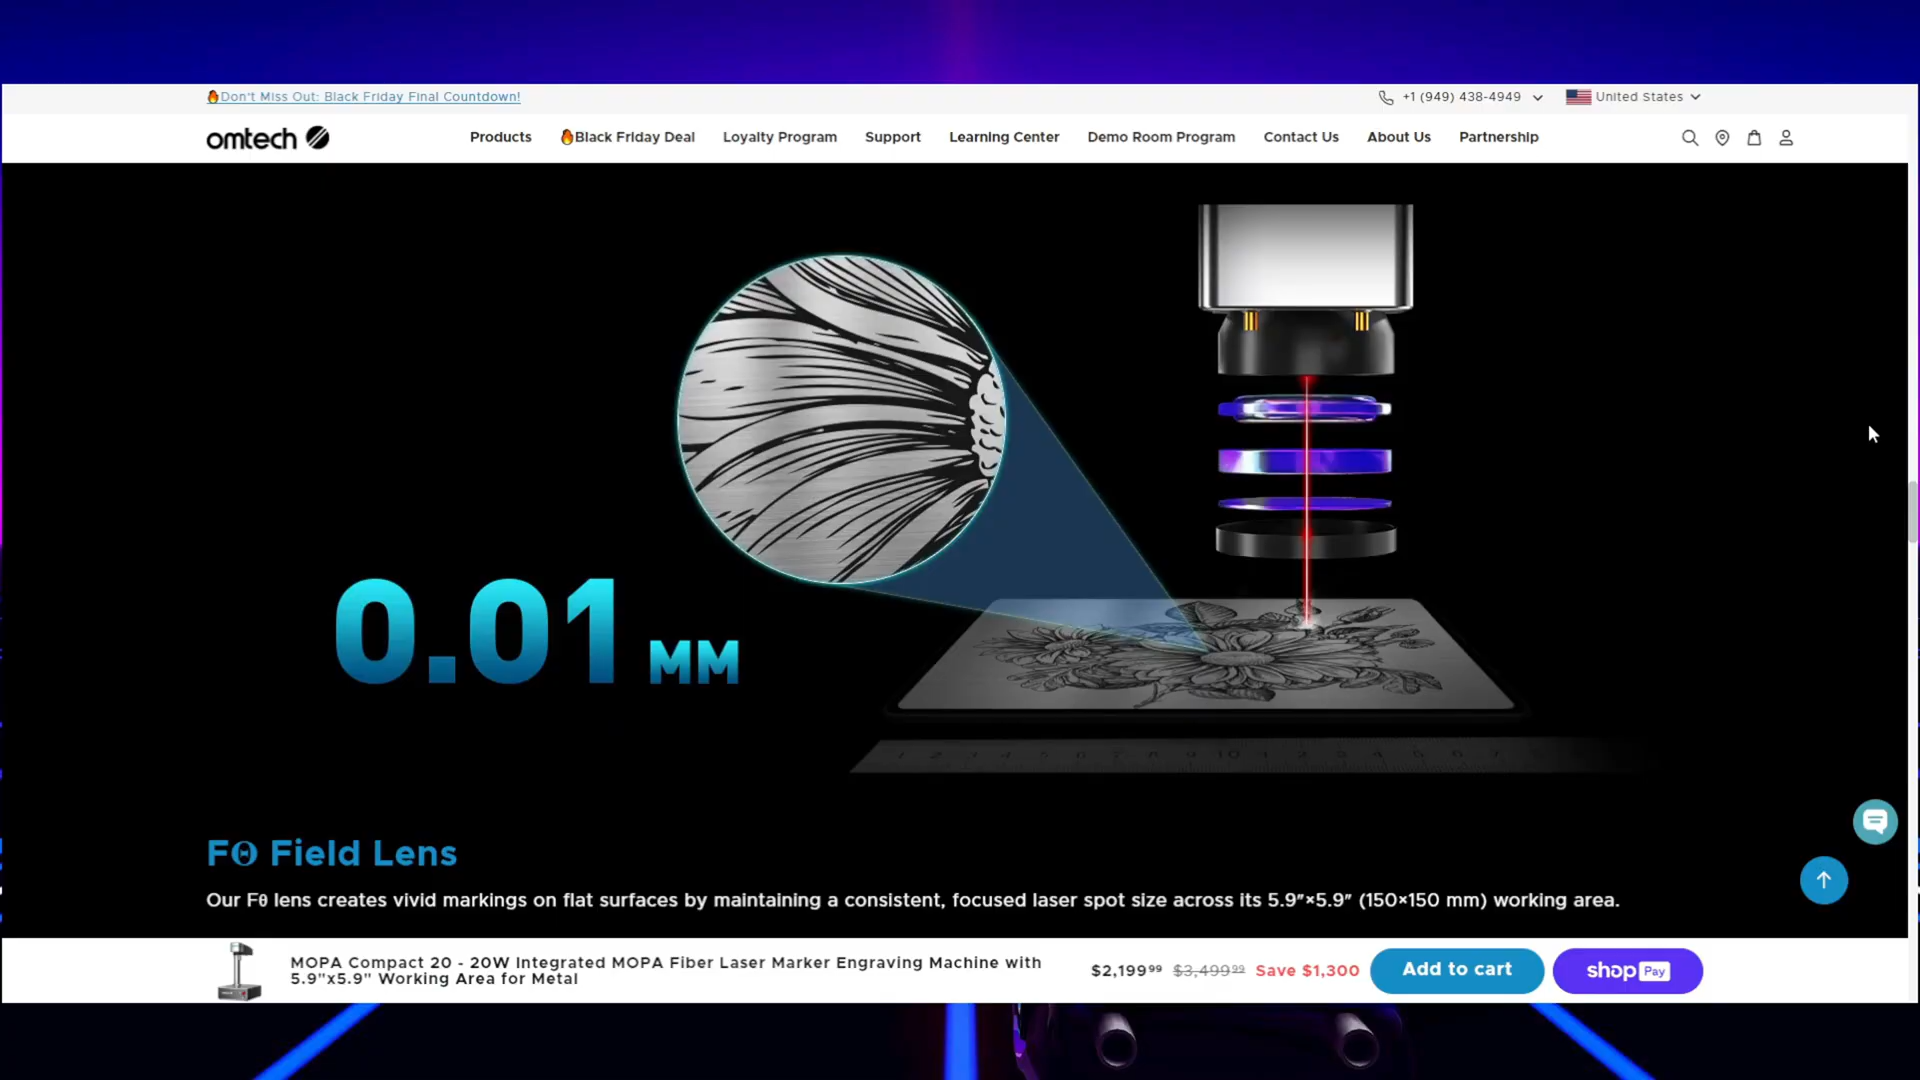 🔥Don't Miss Out: Black Friday Final Countdown!
+1 (949) 438-4949
United States
omtech
Products
🔥Black Friday Deal
Loyalty Program
Support
Learning Center
Demo Room Program
Contact Us
About Us
Partnership
0.01 MM
FΘ Field Lens
Our Fθ lens creates vivid markings on flat surfaces by maintaining a consistent, focused laser spot size across its 5.9″×5.9″ (150×150 mm) working area.
MOPA Compact 20 - 20W Integrated MOPA Fiber Laser Marker Engraving Machine with
5.9"x5.9" Working Area for Metal
$2,199⁹⁹ $3,499⁹⁹ Save $1,300
Add to cart
shop Pay